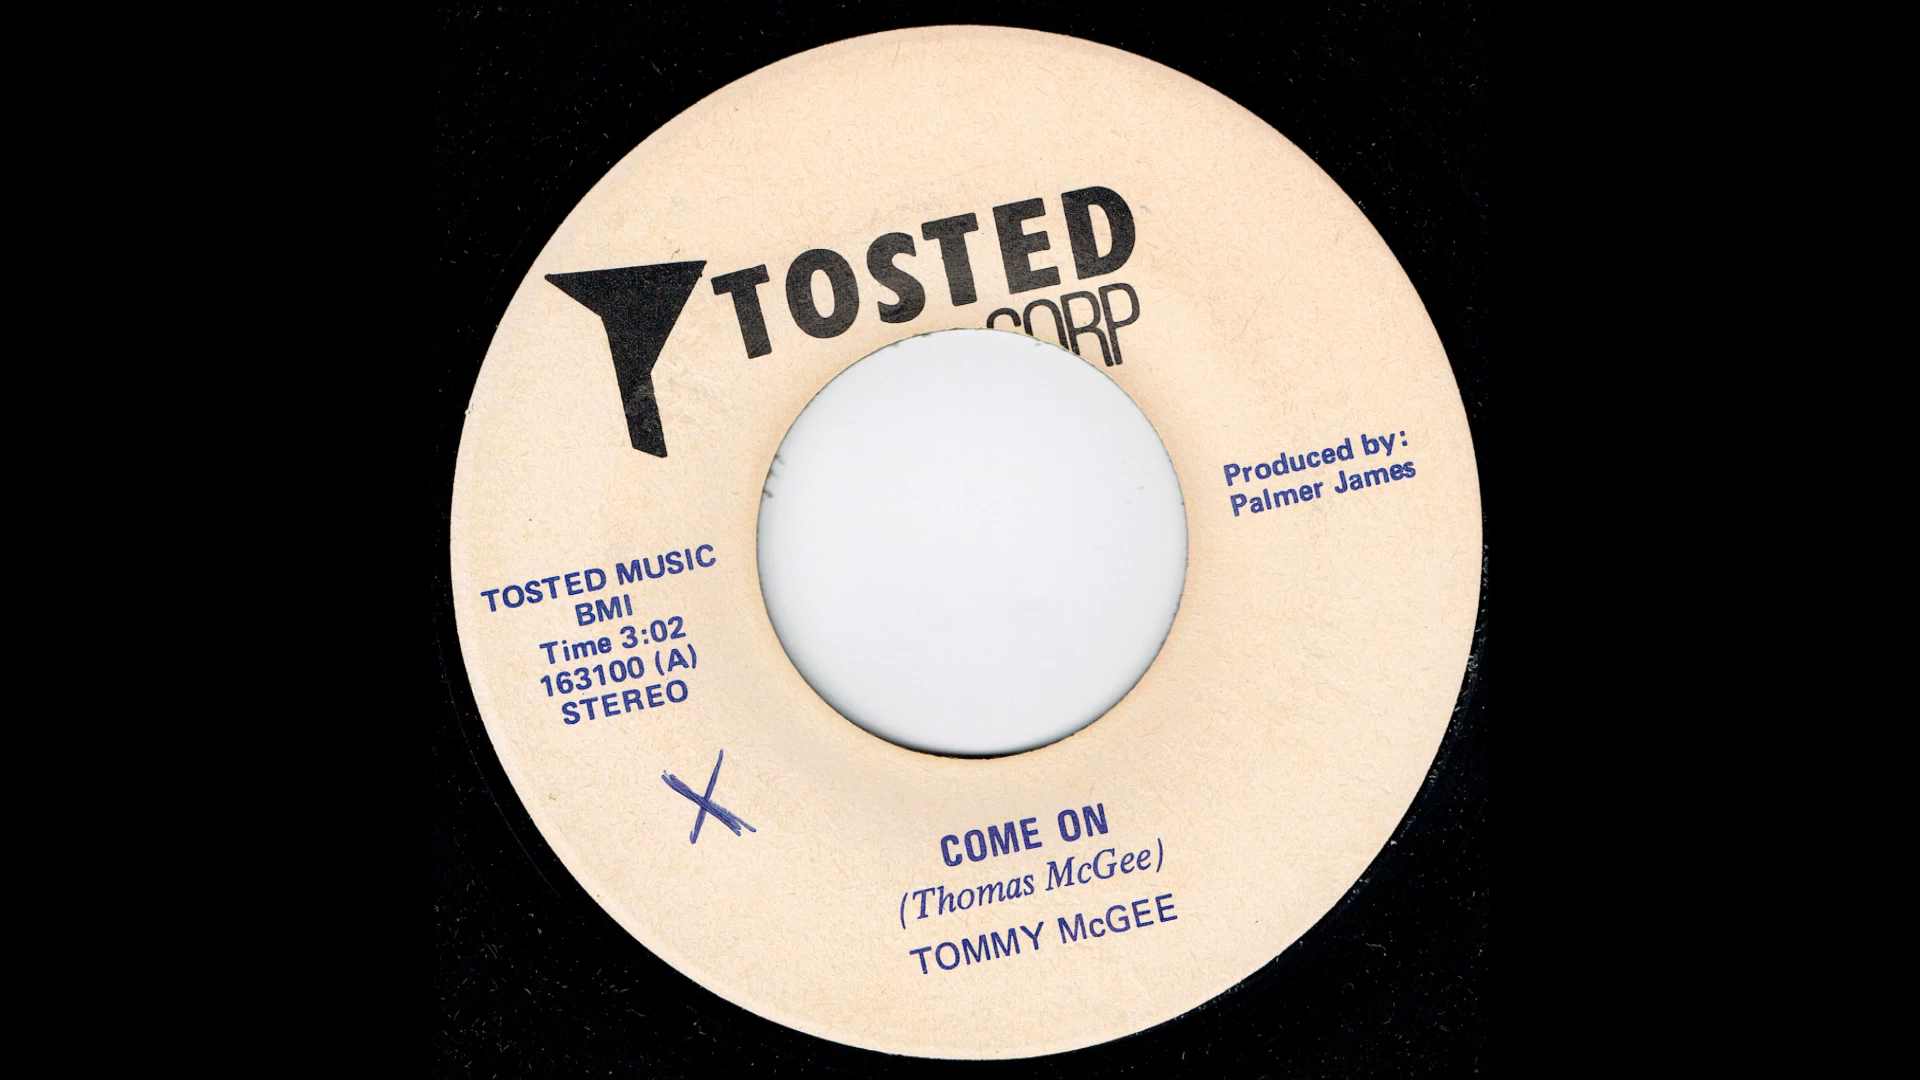 TOSTED
CORP
Produced by:
Palmer James
TOSTED MUSIC
BMI
Time 3:02
163100 (A)
STEREO
X
COME ON
(Thomas McGee)
TOMMY McGEE